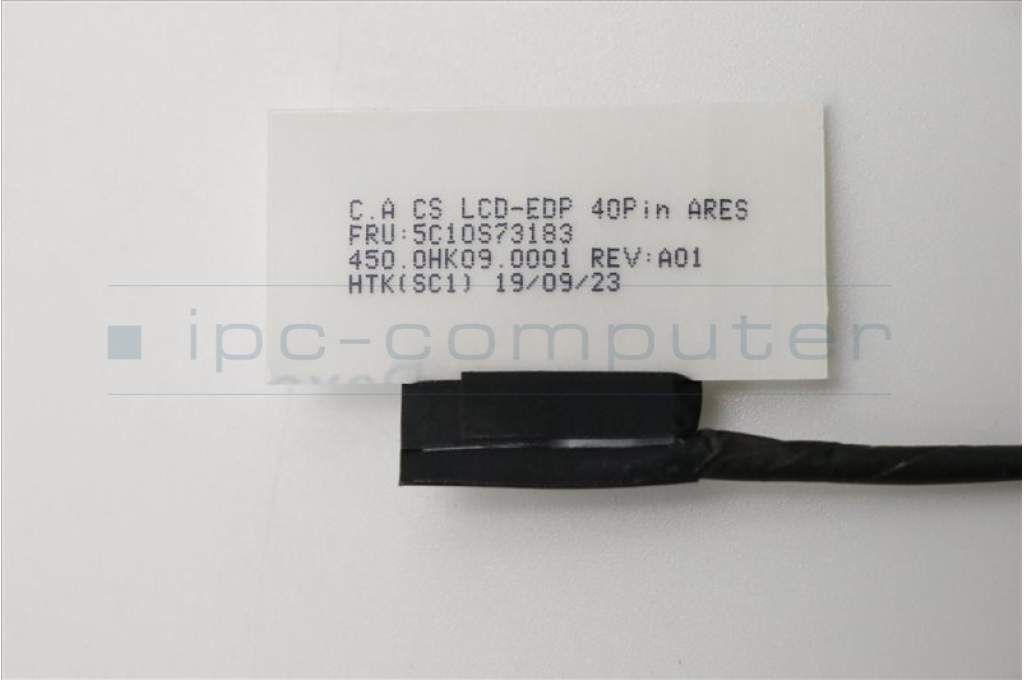 C.A CS LCD-EDP 40Pin ARES
FRU:5C10S73183
450.0HK09.0001 REV:A01
HTK(SC1) 19/09/23
ipc-computer